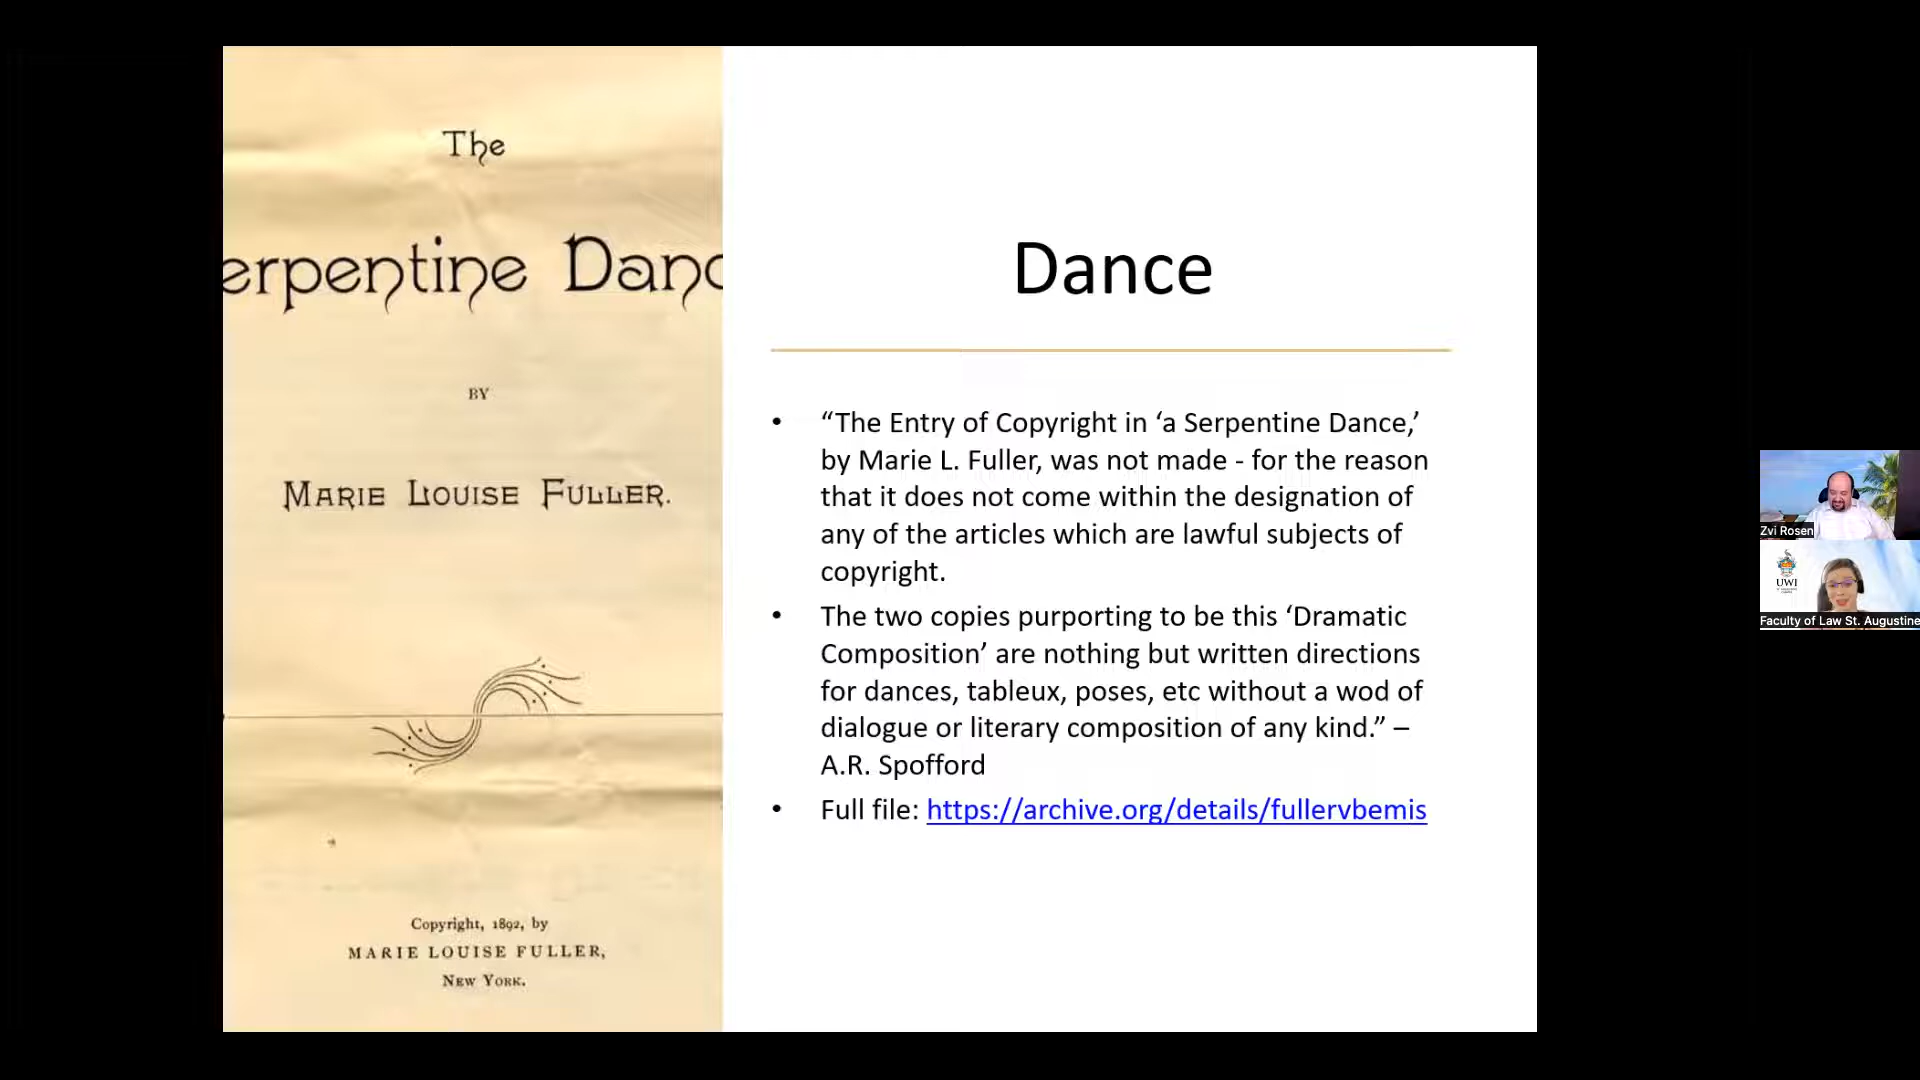 The
erpentine Danc
BY
MARIE LOUISE FULLER.
Copyright, 1892, by
MARIE LOUISE FULLER,
NEW YORK.
Dance
• “The Entry of Copyright in ‘a Serpentine Dance,’
by Marie L. Fuller, was not made - for the reason
that it does not come within the designation of
any of the articles which are lawful subjects of
copyright.
• The two copies purporting to be this ‘Dramatic
Composition’ are nothing but written directions
for dances, tableux, poses, etc without a wod of
dialogue or literary composition of any kind.” –
A.R. Spofford
• Full file: https://archive.org/details/fullervbemis
Zvi Rosen
UWI
Faculty of Law St. Augustine